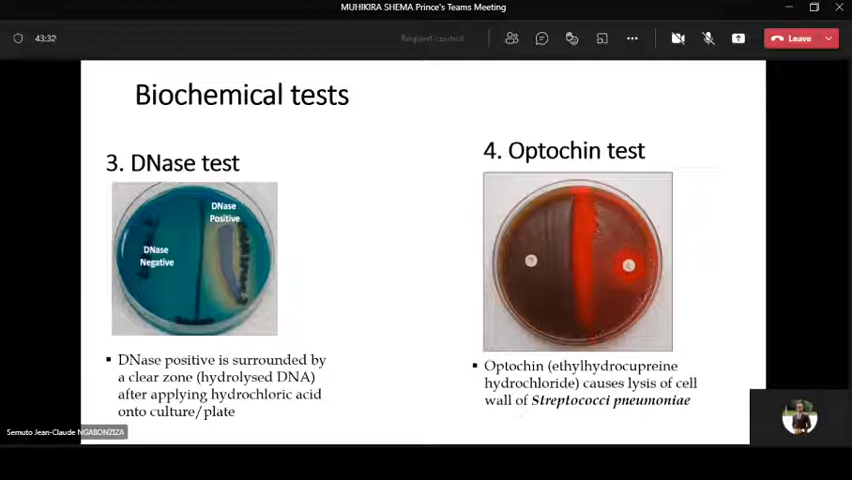 MUHIKIRA SHEMA Prince's Teams Meeting
43:32
Request control
Leave
Biochemical tests
3. DNase test
DNase
Positive
DNase
Negative
▪ DNase positive is surrounded by
a clear zone (hydrolysed DNA)
after applying hydrochloric acid
onto culture/plate
4. Optochin test
▪ Optochin (ethylhydrocupreine
hydrochloride) causes lysis of cell
wall of Streptococci pneumoniae
Semuto Jean-Claude NGABONZIZA